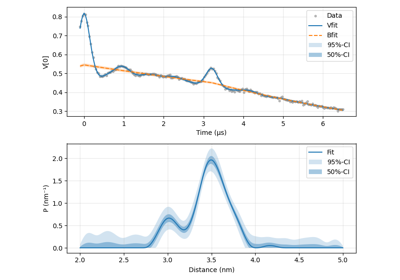 0.8
0.7
0.6
0.5
0.4
0.3
V[0]
0
1
2
3
4
5
6
Time (μs)
Data
Vfit
Bfit
95%-CI
50%-CI
2.0
1.5
1.0
0.5
0.0
P (nm⁻¹)
2.0
2.5
3.0
3.5
4.0
4.5
5.0
Distance (nm)
Fit
95%-CI
50%-CI